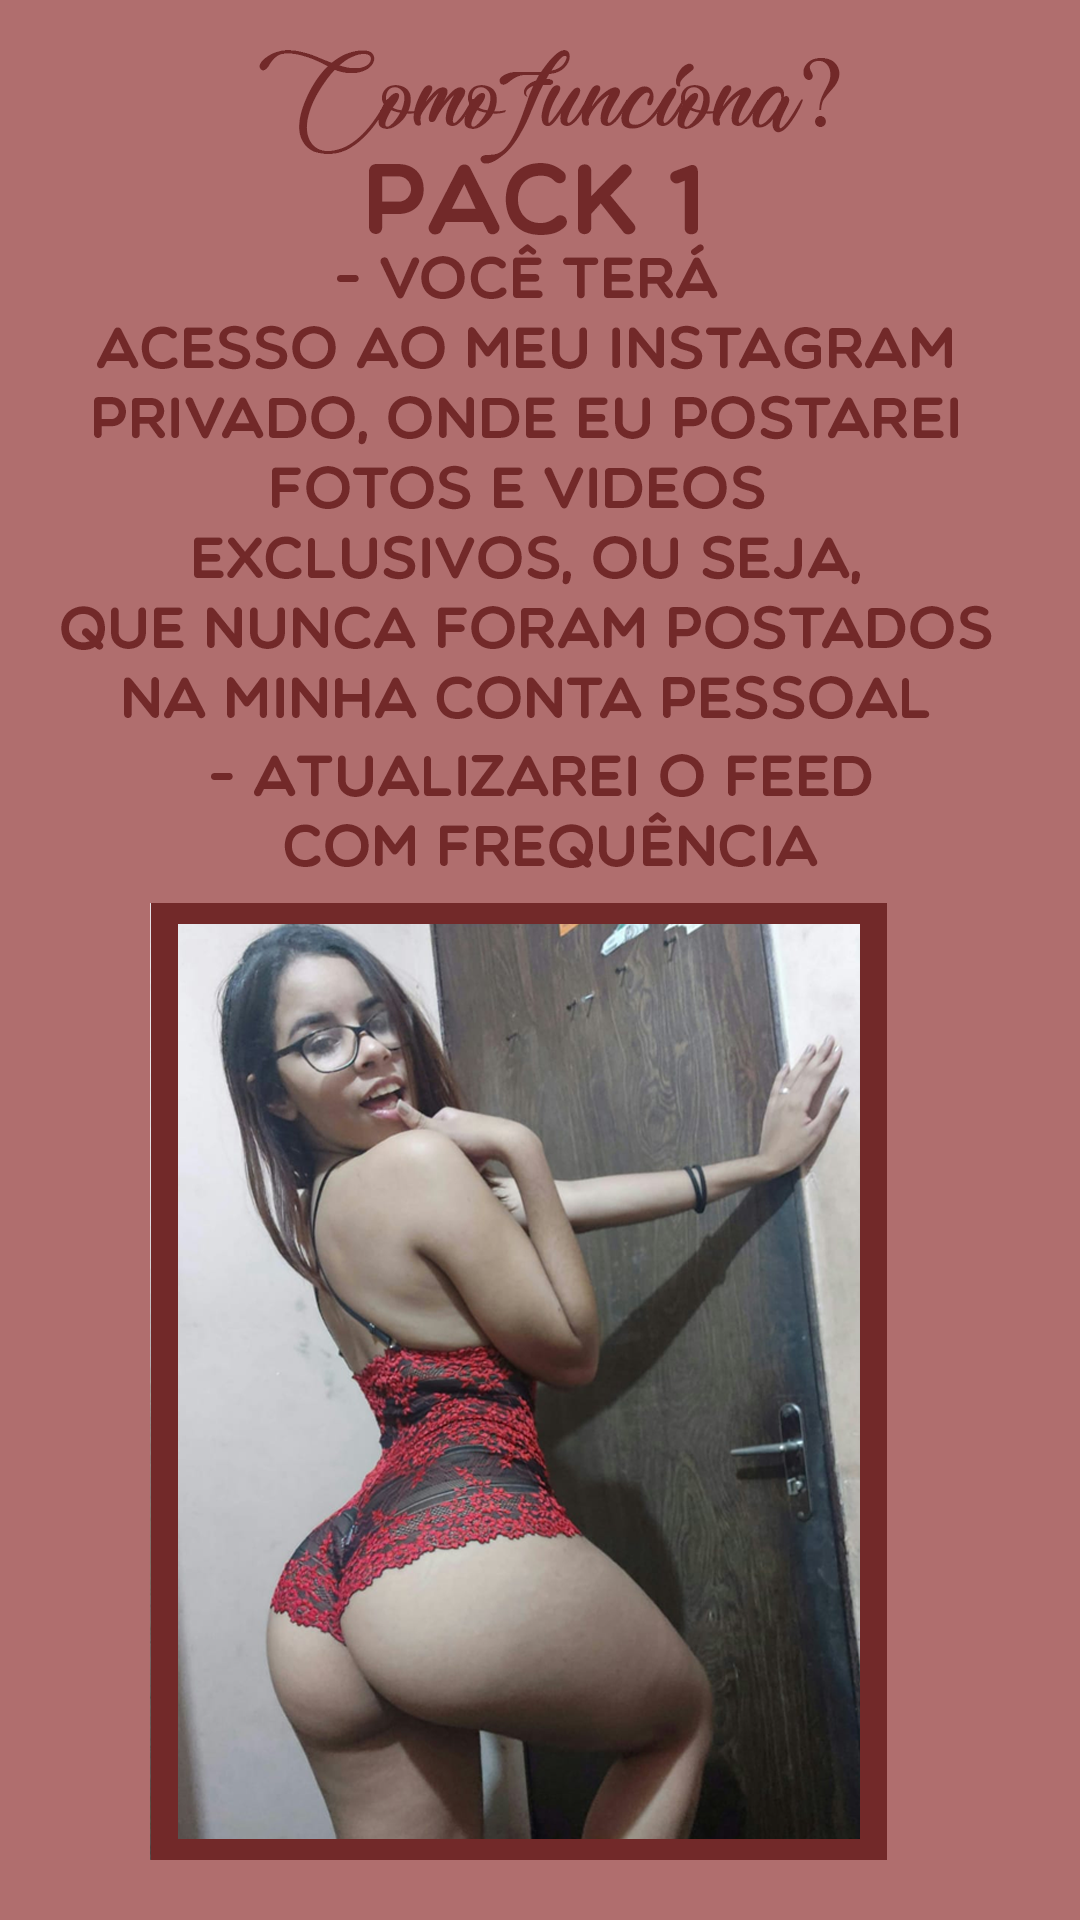 Como funciona?
PACK 1
- VOCÊ TERÁ
ACESSO AO MEU INSTAGRAM
PRIVADO, ONDE EU POSTAREI
FOTOS E VIDEOS
EXCLUSIVOS, OU SEJA,
QUE NUNCA FORAM POSTADOS
NA MINHA CONTA PESSOAL
- ATUALIZAREI O FEED
COM FREQUÊNCIA